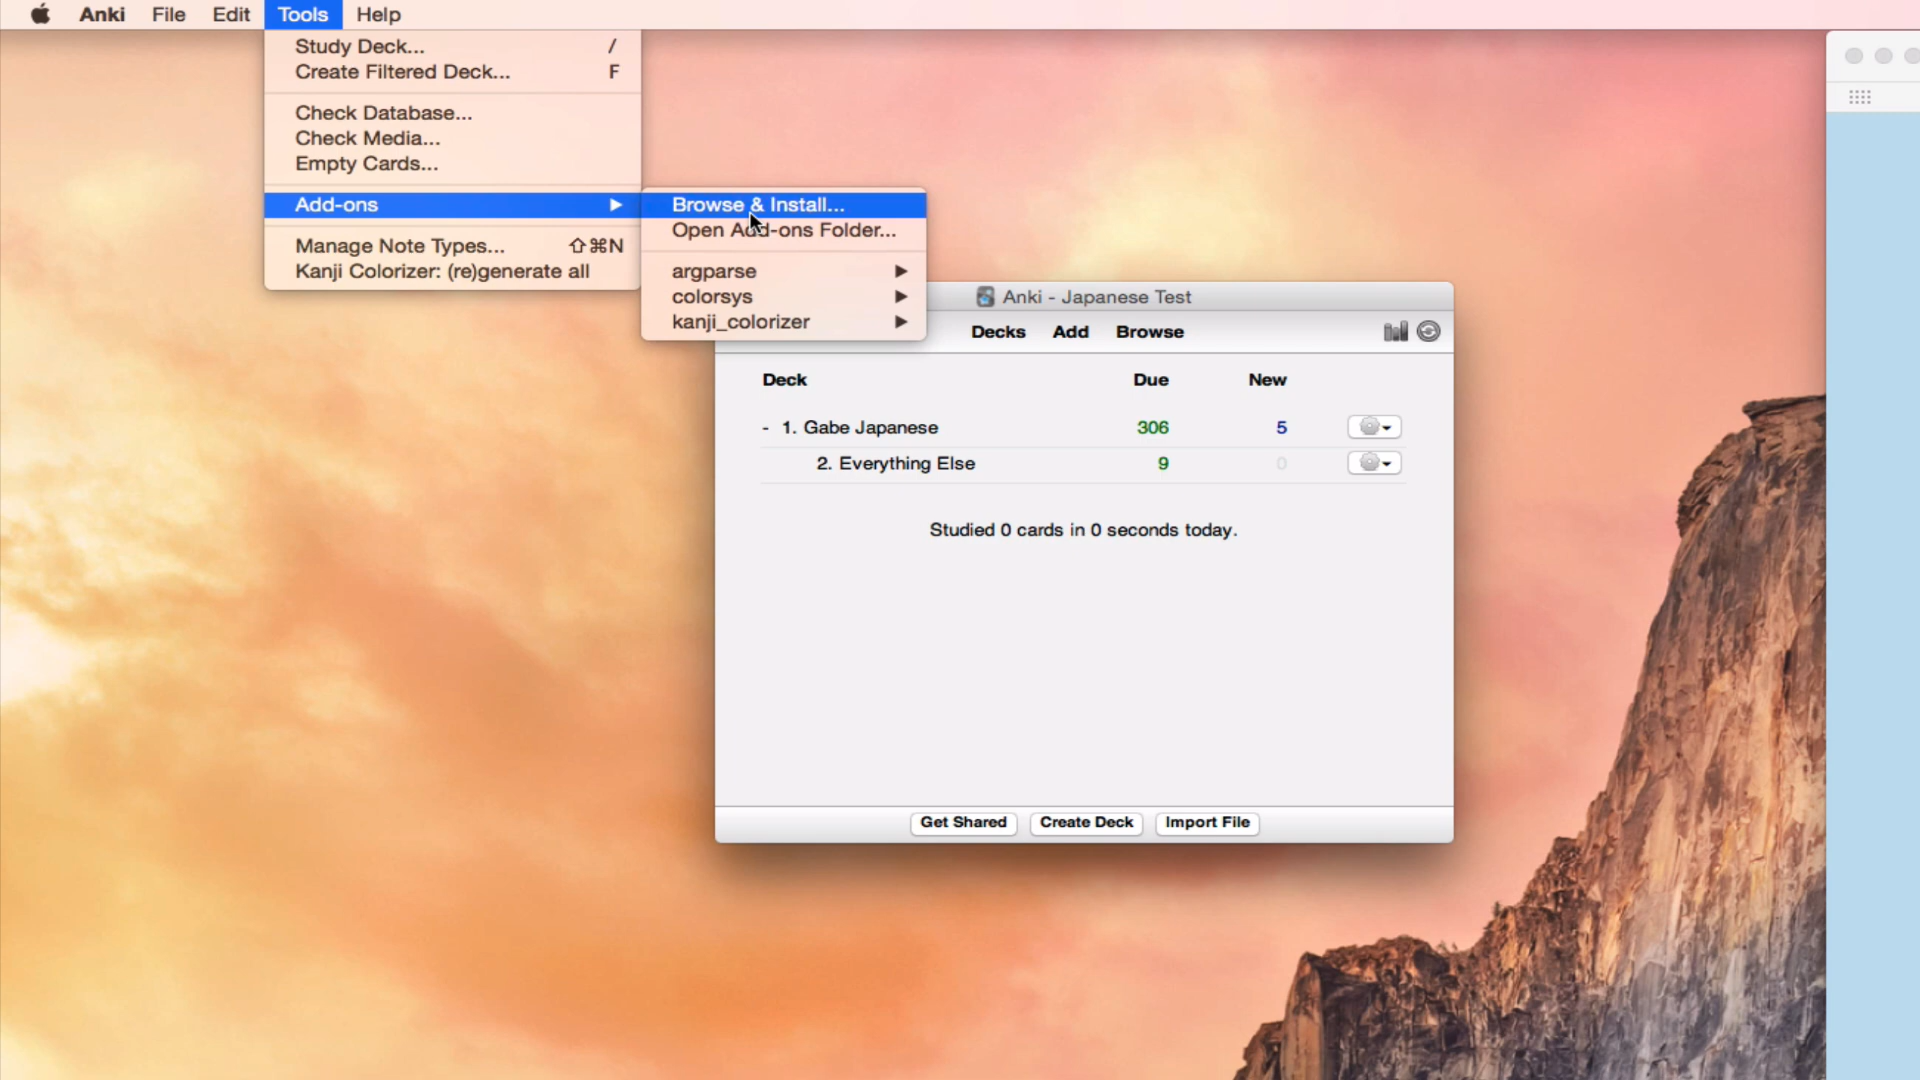 Anki File Edit Tools Help
Study Deck... /
Create Filtered Deck... F
Check Database...
Check Media...
Empty Cards...
Add-ons
Manage Note Types... ⇧⌘N
Kanji Colorizer: (re)generate all
Browse & Install...
Open Add-ons Folder...
argparse
colorsys
kanji_colorizer
Anki - Japanese Test
Decks Add Browse
Deck Due New
- 1. Gabe Japanese 306 5
2. Everything Else 9 0
Studied 0 cards in 0 seconds today.
Get Shared Create Deck Import File